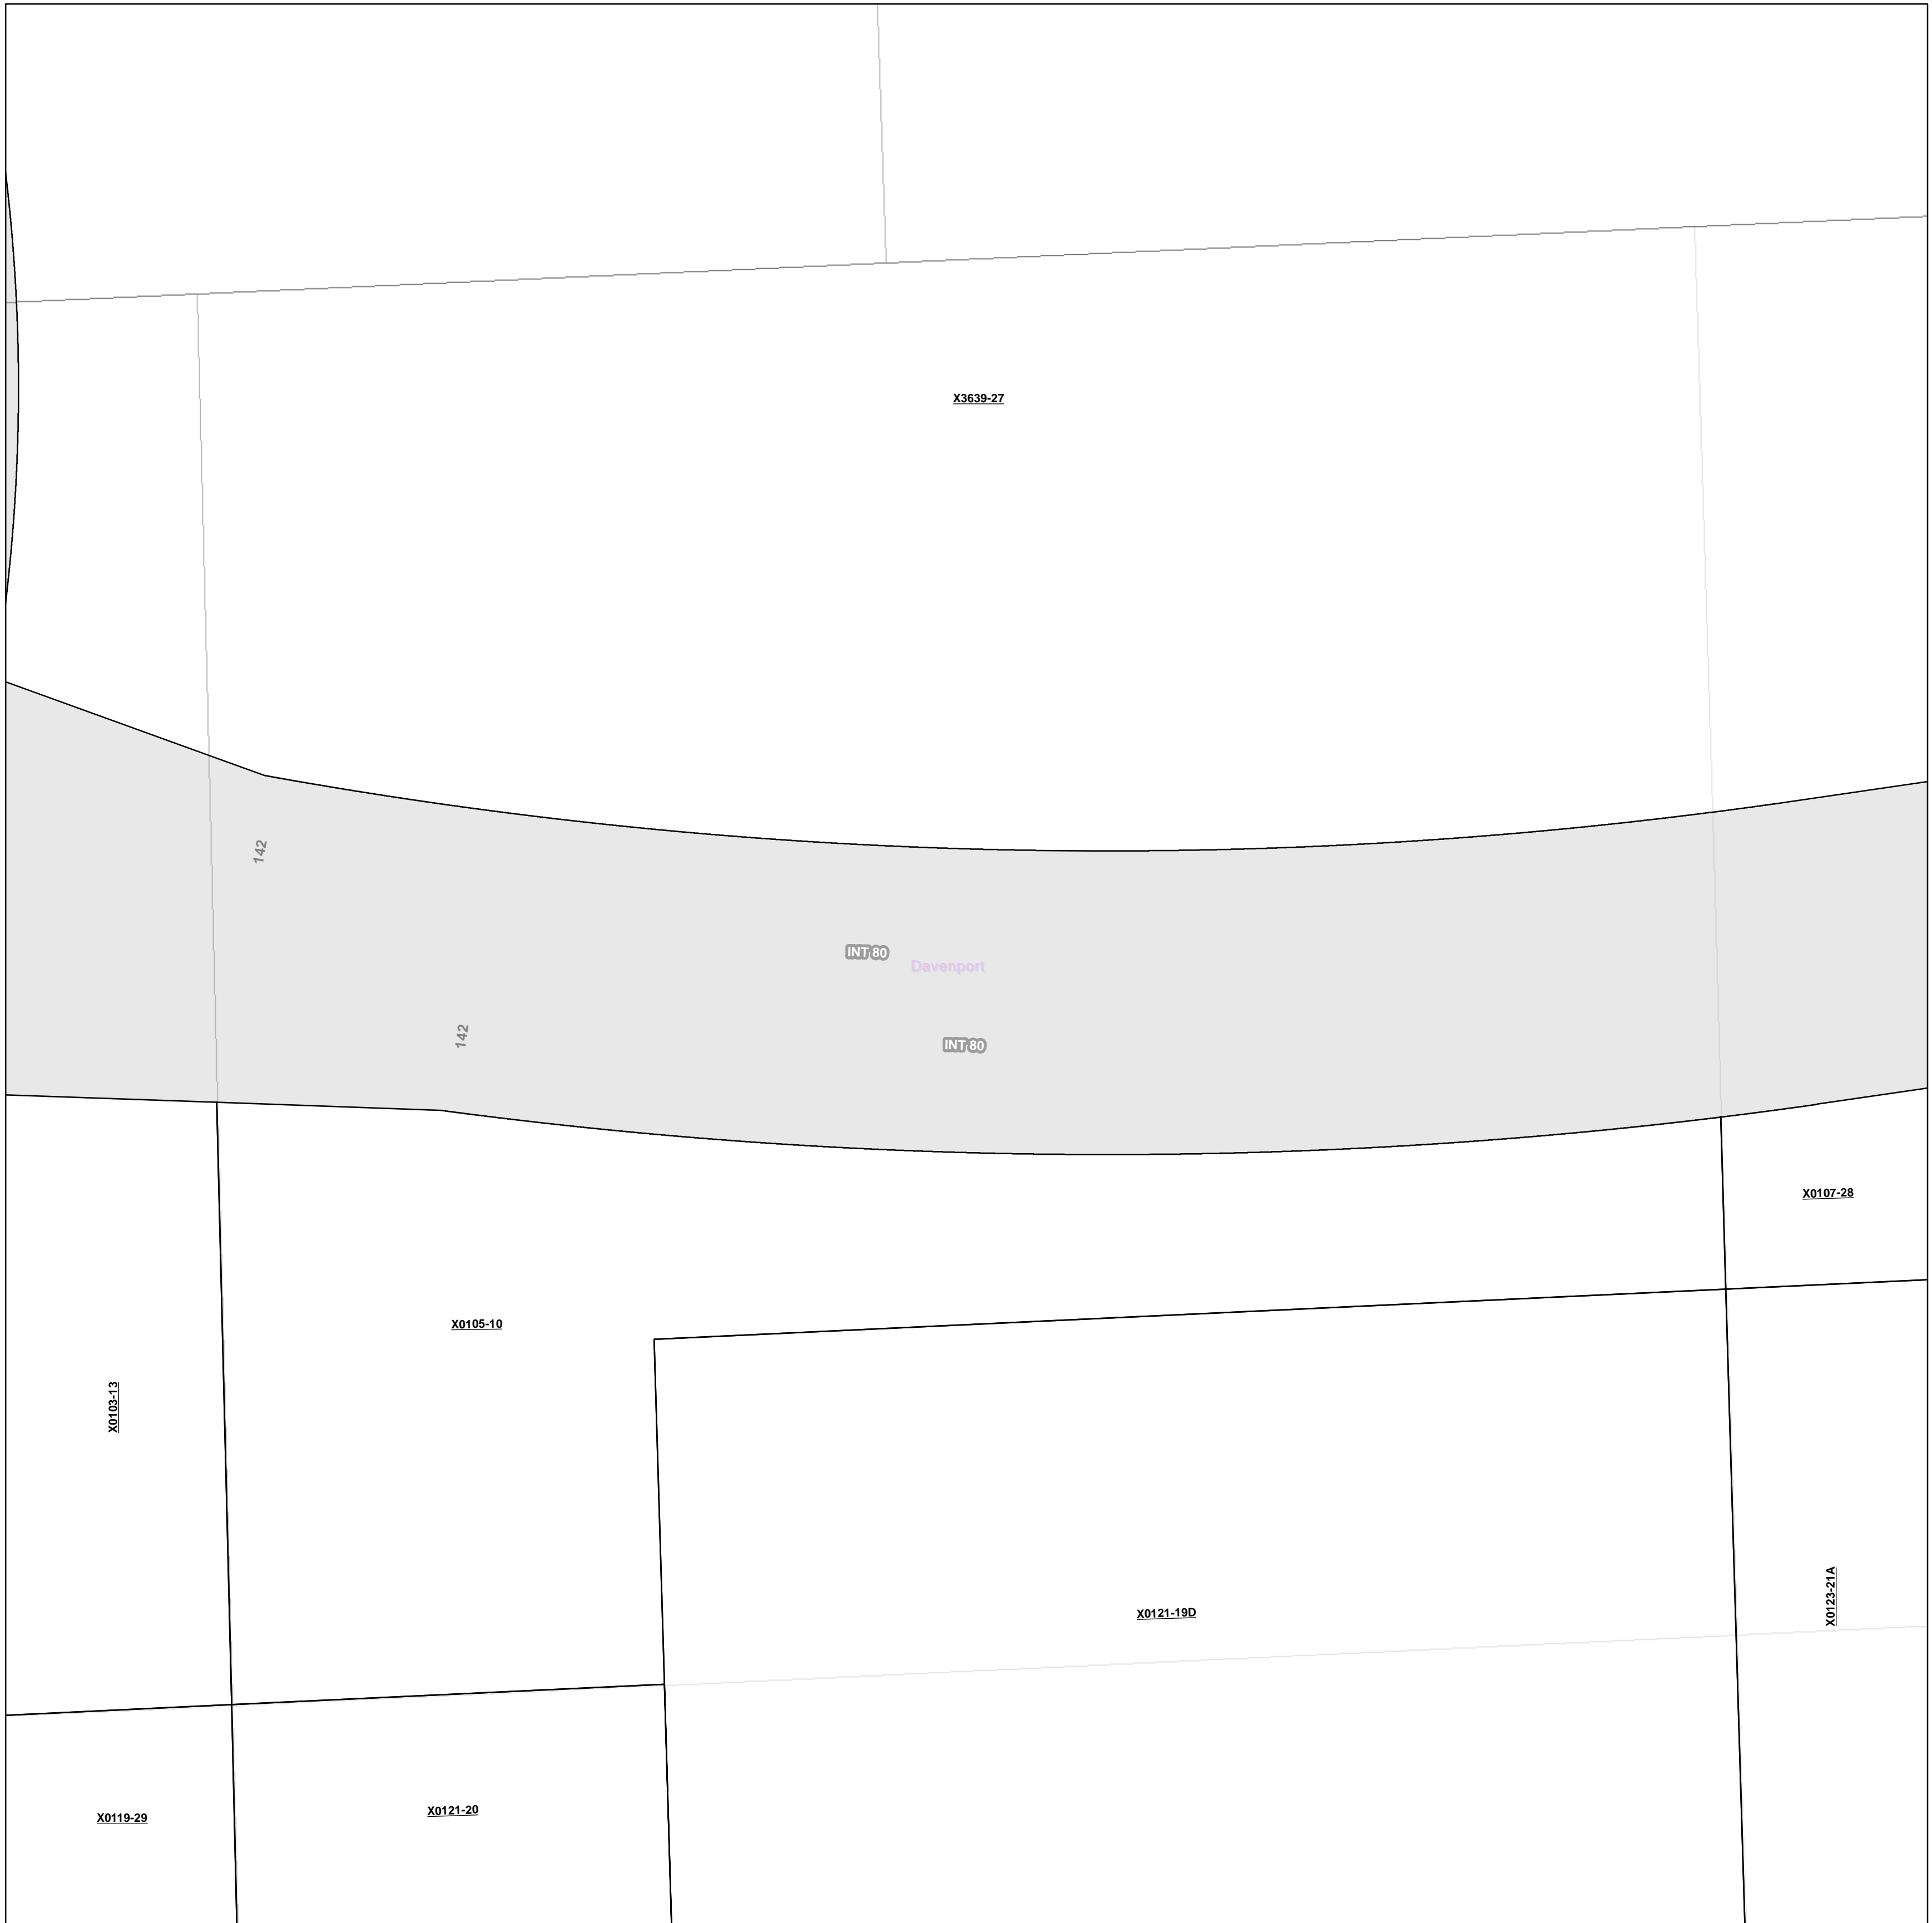 X3639-27
142
INT 80
Davenport
142
INT 80
X0107-28
X0105-10
X0103-13
X0123-21A
X0121-19D
X0121-20
X0119-29